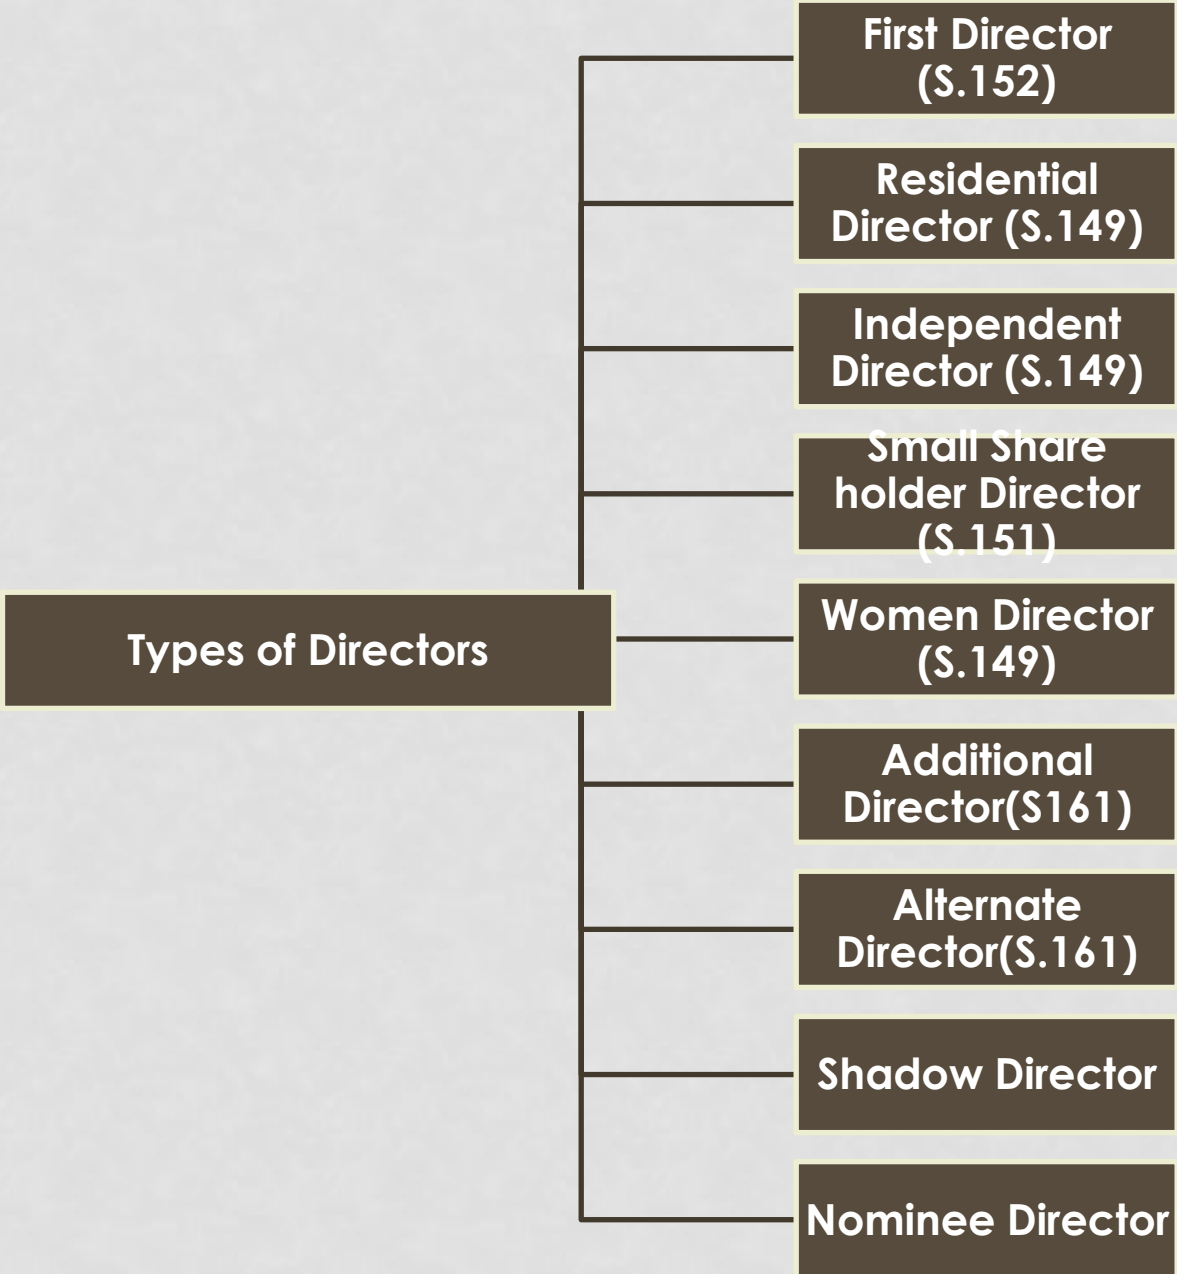 First Director
(S.152)
Residential
Director (S.149)
Independent
Director (S.149)
Small Share
holder Director
(S.151)
Types of Directors
Women Director
(S.149)
Additional
Director(S161)
Alternate
Director(S.161)
Shadow Director
Nominee Director